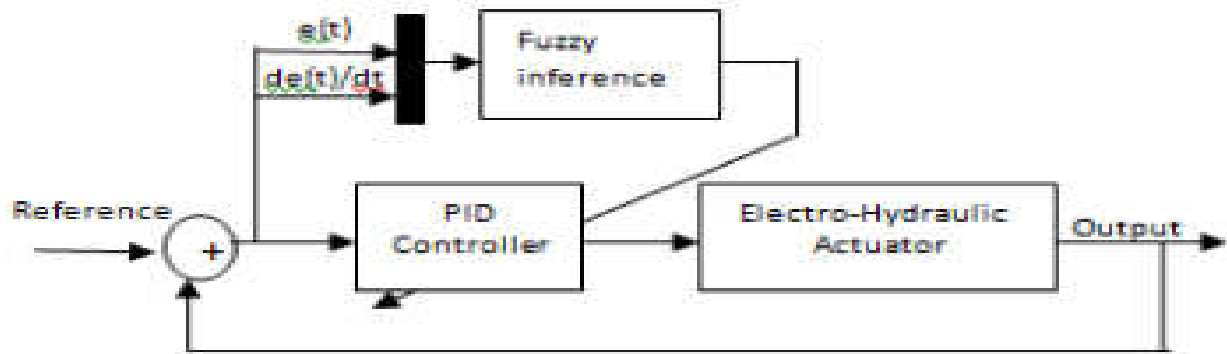 e(t)
de(t)/dt
Fuzzy
inference
Reference
+
PID
Controller
Electro-Hydraulic
Actuator
Output